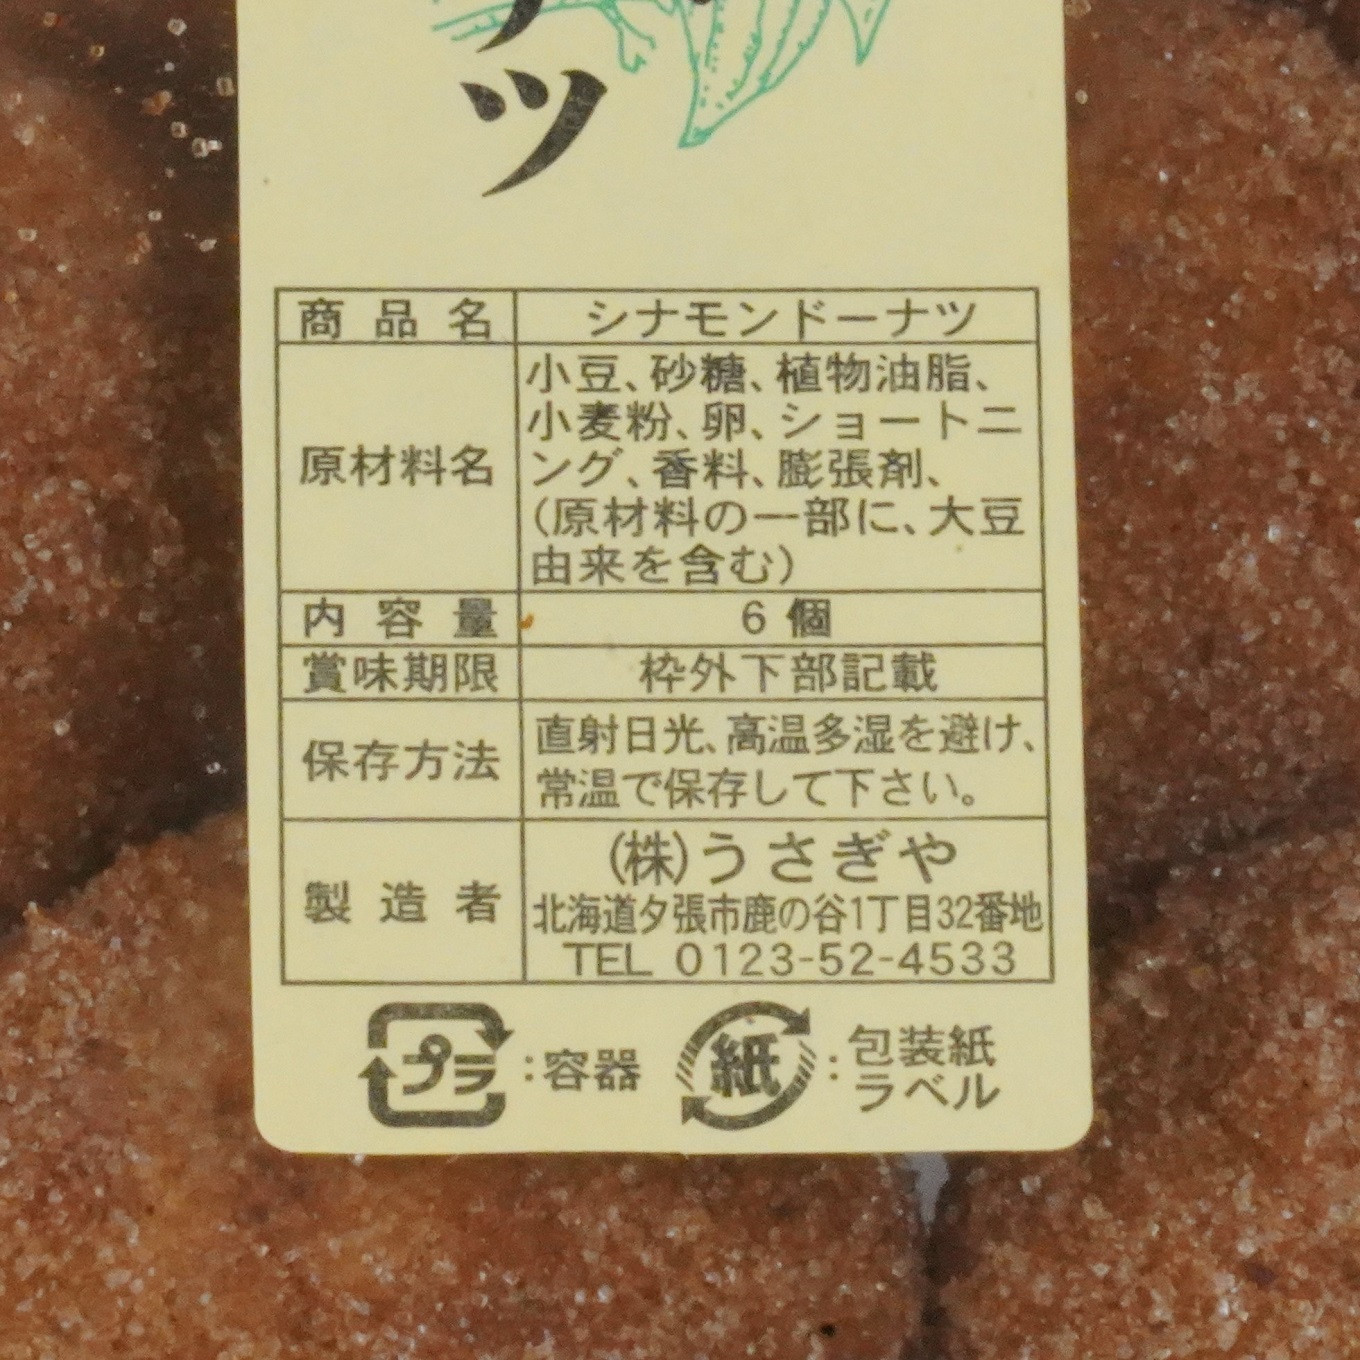 ツ
商品名 シナモンドーナツ
原材料名 小豆、砂糖、植物油脂、
小麦粉、卵、ショートニ
ング、香料、膨張剤、
(原材料の一部に、大豆
由来を含む)
内容量 6個
賞味期限 枠外下部記載
保存方法 直射日光、高温多湿を避け、
常温で保存して下さい。
製造者 (株)うさぎや
北海道夕張市鹿の谷1丁目32番地
TEL 0123-52-4533
プラ:容器 紙:包装紙
ラベル